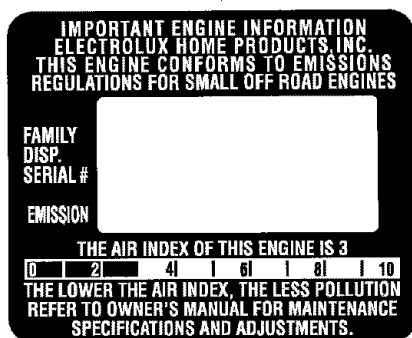 IMPORTANT ENGINE INFORMATION
ELECTROLUX HOME PRODUCTS, INC.
THIS ENGINE CONFORMS TO EMISSIONS
REGULATIONS FOR SMALL OFF ROAD ENGINES
FAMILY
DISP.
SERIAL #
EMISSION
THE AIR INDEX OF THIS ENGINE IS 3
0 2 4 6 8 10
THE LOWER THE AIR INDEX, THE LESS POLLUTION
REFER TO OWNER'S MANUAL FOR MAINTENANCE
SPECIFICATIONS AND ADJUSTMENTS.